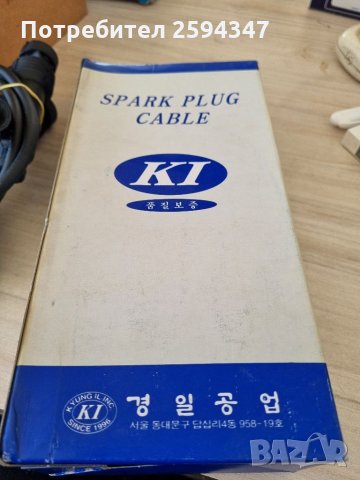 Потребител 2594347
SPARK PLUG
CABLE
KI
품질보증
KYUNG IL INC.
KI
SINCE 1996
경일공업
서울 동대문구 답십리4동 958-19호
BAZAR